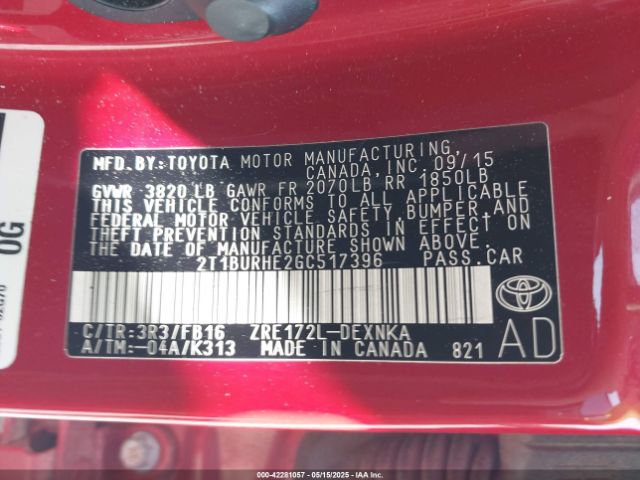 MFD.BY:TOYOTA MOTOR MANUFACTURING,
CANADA, INC. 09/15
GVWR 3820 LB GAWR FR 2070LB RR 1850LB
THIS VEHICLE CONFORMS TO ALL APPLICABLE
FEDERAL MOTOR VEHICLE SAFETY, BUMPER, AND
THEFT PREVENTION STANDARDS IN EFFECT ON
THE DATE OF MANUFACTURE SHOWN ABOVE.
2T1BURHE2GC517396 PASS.CAR
C/TR:3R3/FB16 ZRE172L-DEXNKA
A/TM:-04A/K313 MADE IN CANADA 821
AD
OG
000-42281057 05/15/2025 IAA Inc.